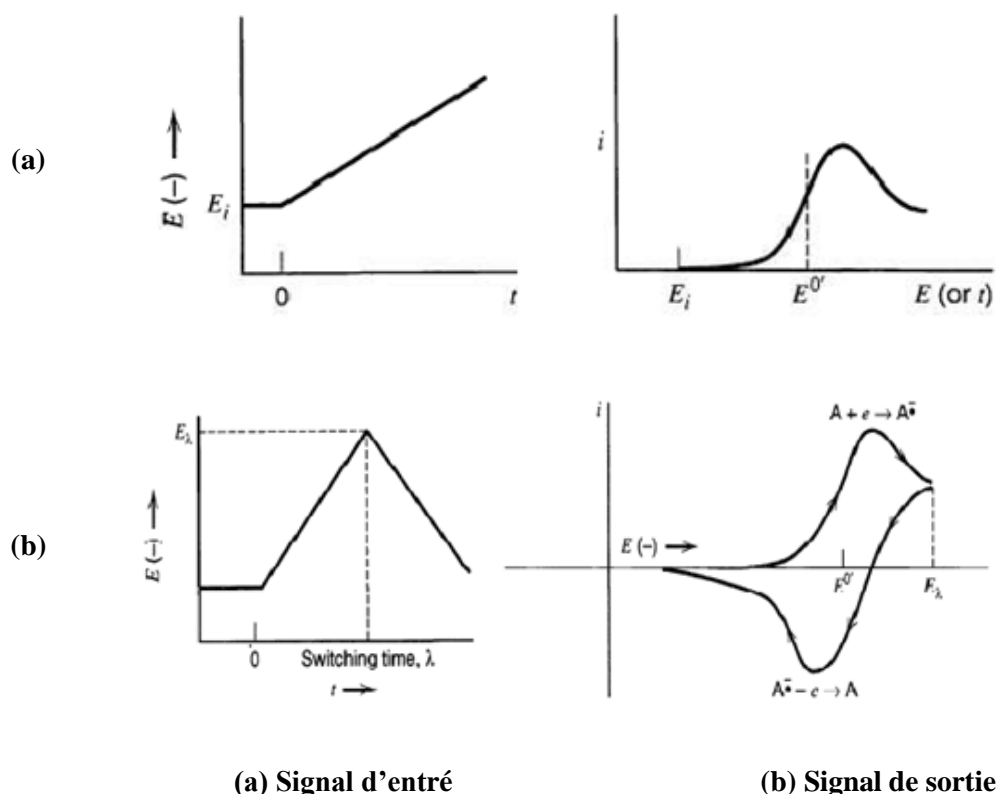 (a)
E (−) →
E_i
0
t
i
E_i
E^0'
E (or t)
(b)
E_λ
E (−) →
0
Switching time, λ
t →
i
A + e → A•̄
E (−) →
E^0'
E_λ
A•̄ − e → A
(a) Signal d’entré
(b) Signal de sortie